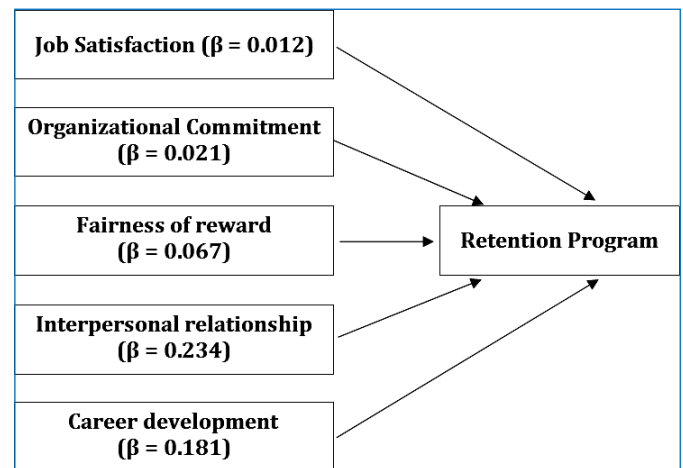 Job Satisfaction (β = 0.012)
Organizational Commitment
(β = 0.021)
Fairness of reward
(β = 0.067)
Retention Program
Interpersonal relationship
(β = 0.234)
Career development
(β = 0.181)